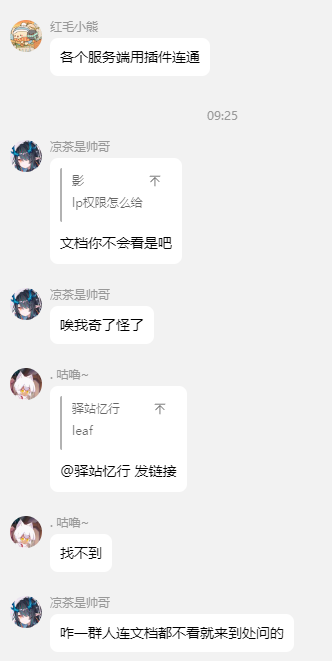 红毛小熊
各个服务端用插件连通
09:25
凉茶是帅哥
影
lp权限怎么给
文档你不会看是吧
凉茶是帅哥
唉我奇了怪了
. 咕噜~
驿站忆行
leaf
@驿站忆行 发链接
. 咕噜~
找不到
凉茶是帅哥
咋一群人连文档都不看就来到处问的